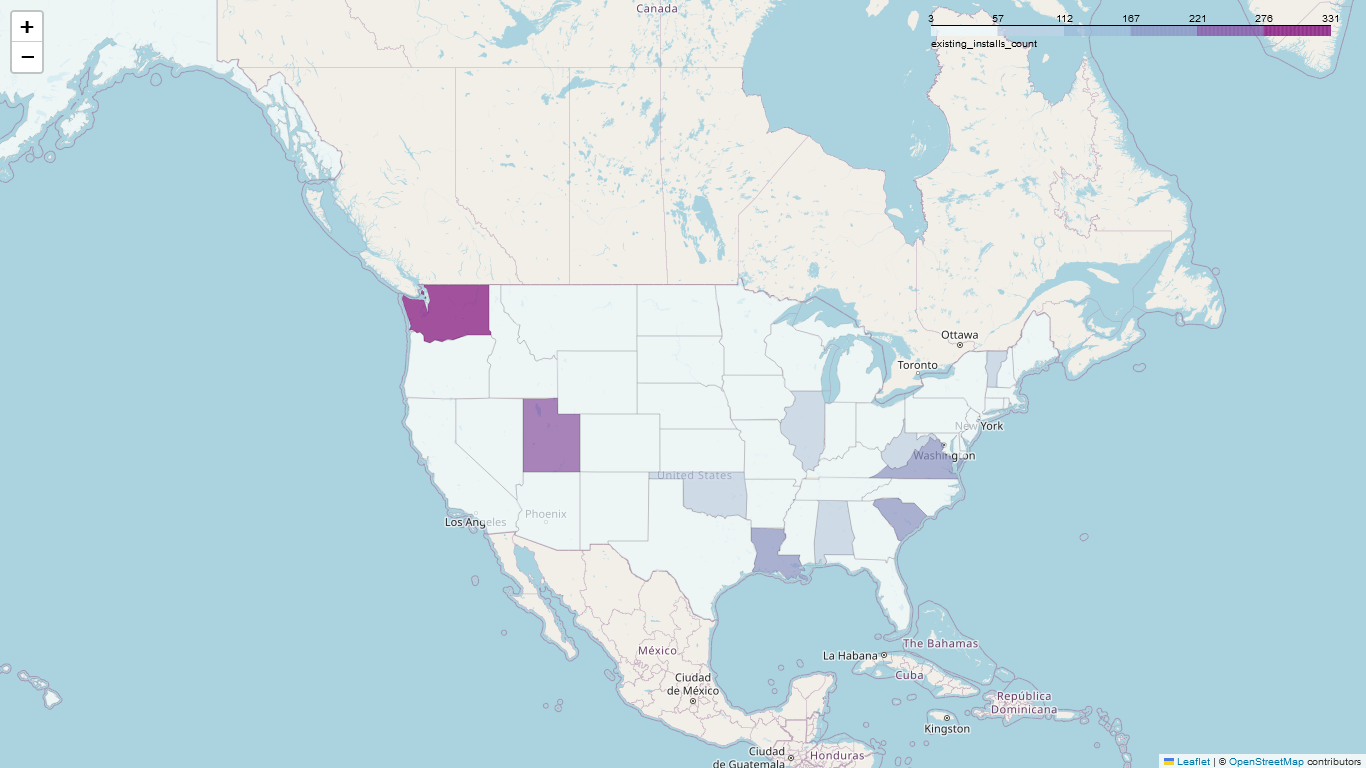 +
−
Canada
3 57 112 167 221 276 331
existing_installs_count
Ottawa
Toronto
New York
Washington
United States
Phoenix
Los Angeles
The Bahamas
La Habana
México
Cuba
Ciudad
de México
República
Dominicana
Kingston
Ciudad
de Guatemala
Honduras
Leaflet | © OpenStreetMap contributors